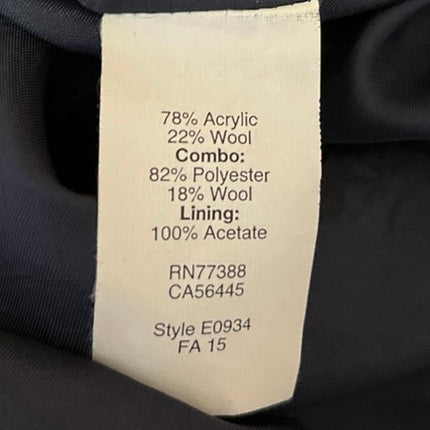 78% Acrylic
22% Wool
Combo:
82% Polyester
18% Wool
Lining:
100% Acetate
RN77388
CA56445
Style E0934
FA 15